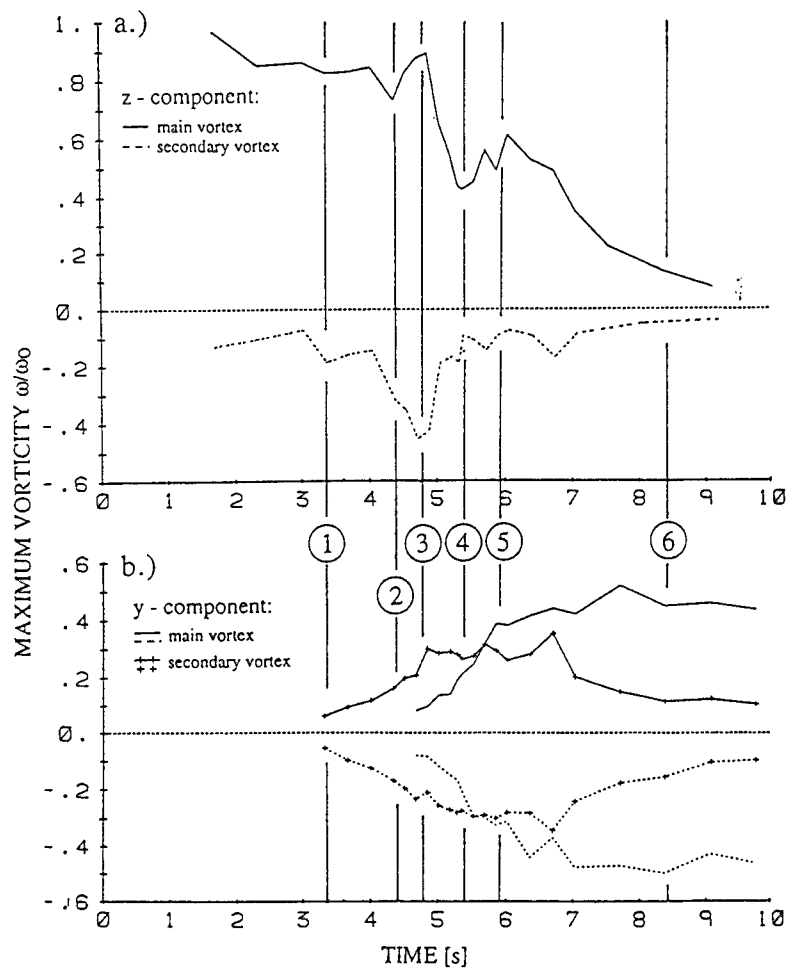 a.)
1.
.8
.6
.4
.2
0.
-.2
-.4
-.6
z - component:
main vortex
secondary vortex
0 1 2 3 4 5 6 7 8 9 10
1 2 3 4 5 6
MAXIMUM VORTICITY ω/ω₀
b.)
.6
.4
.2
0.
-.2
-.4
-.6
y - component:
main vortex
secondary vortex
0 1 2 3 4 5 6 7 8 9 10
TIME [s]